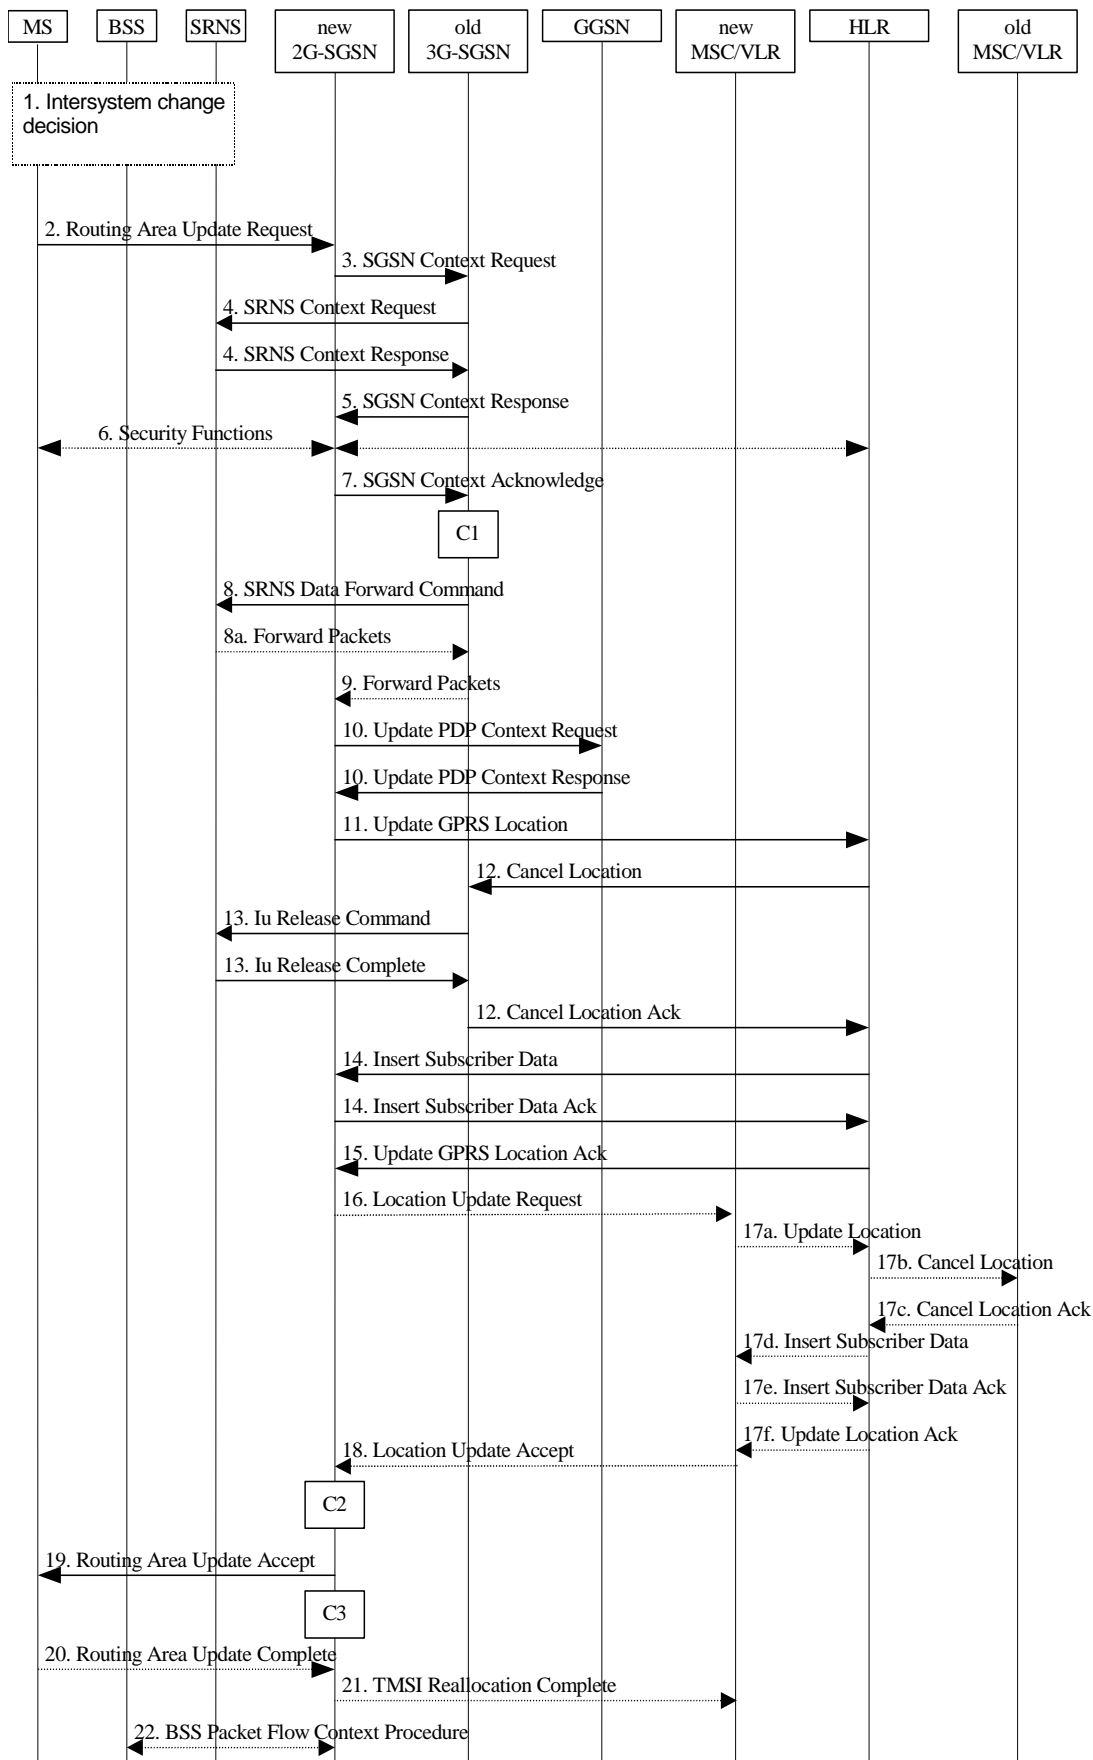 MS
BSS
SRNS
new
2G-SGSN
old
3G-SGSN
GGSN
new
MSC/VLR
HLR
old
MSC/VLR
1. Intersystem change
decision
2. Routing Area Update Request
3. SGSN Context Request
4. SRNS Context Request
4. SRNS Context Response
5. SGSN Context Response
6. Security Functions
7. SGSN Context Acknowledge
C1
8. SRNS Data Forward Command
8a. Forward Packets
9. Forward Packets
10. Update PDP Context Request
10. Update PDP Context Response
11. Update GPRS Location
12. Cancel Location
13. Iu Release Command
13. Iu Release Complete
12. Cancel Location Ack
14. Insert Subscriber Data
14. Insert Subscriber Data Ack
15. Update GPRS Location Ack
16. Location Update Request
17a. Update Location
17b. Cancel Location
17c. Cancel Location Ack
17d. Insert Subscriber Data
17e. Insert Subscriber Data Ack
17f. Update Location Ack
18. Location Update Accept
C2
19. Routing Area Update Accept
C3
20. Routing Area Update Complete
21. TMSI Reallocation Complete
22. BSS Packet Flow Context Procedure